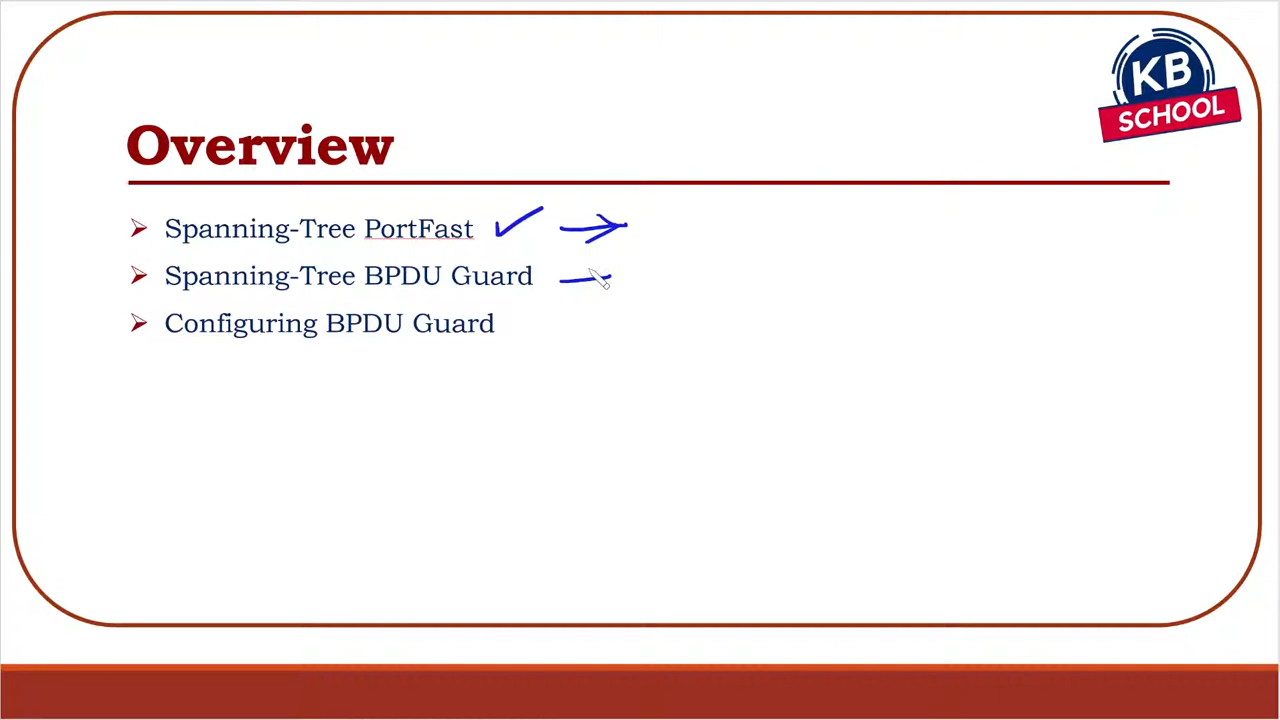 KB
SCHOOL
Overview
Spanning-Tree PortFast
Spanning-Tree BPDU Guard
Configuring BPDU Guard